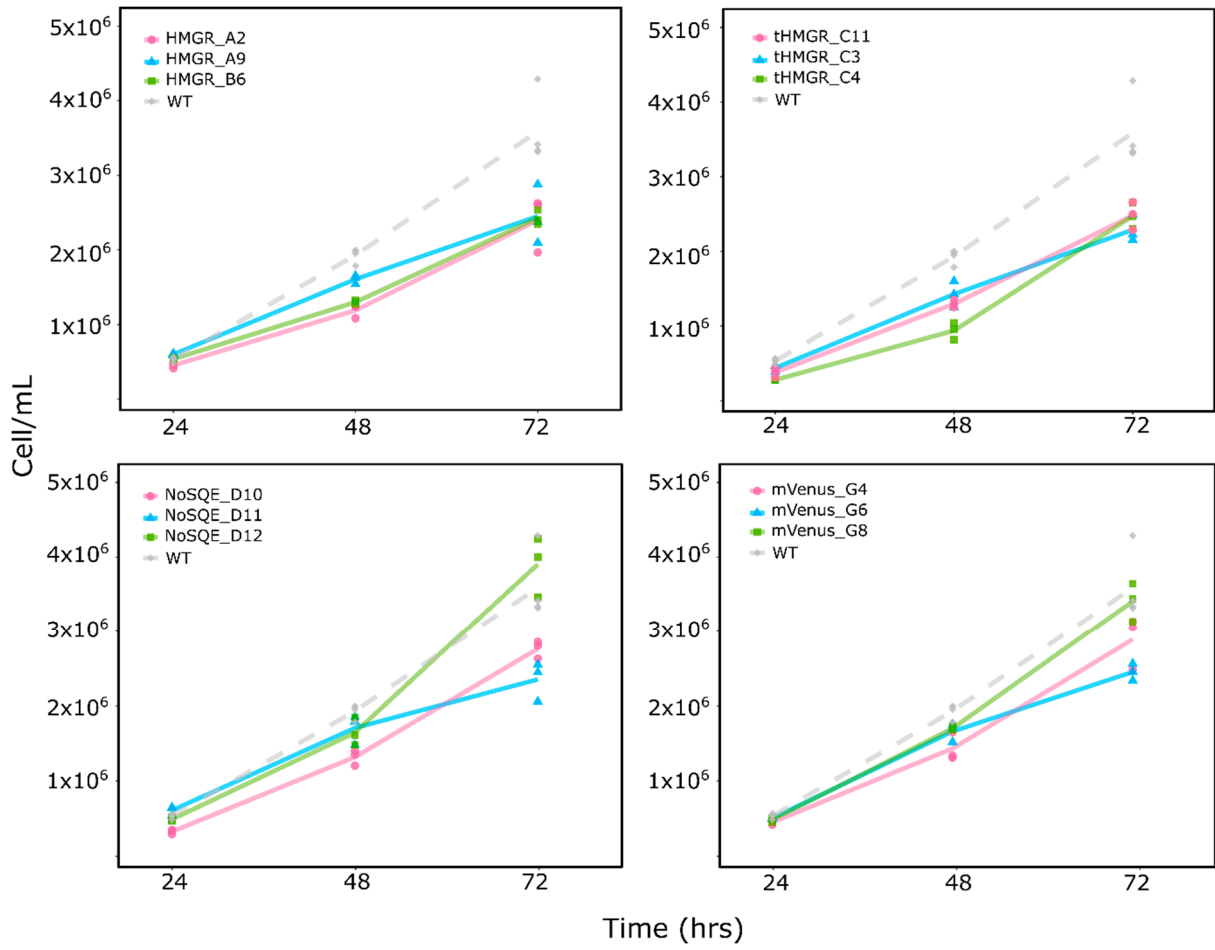 5x10⁶
4x10⁶
3x10⁶
2x10⁶
1x10⁶
HMGR_A2
HMGR_A9
HMGR_B6
WT
24
48
72
5x10⁶
4x10⁶
3x10⁶
2x10⁶
1x10⁶
tHMGR_C11
tHMGR_C3
tHMGR_C4
WT
24
48
72
Cell/mL
5x10⁶
4x10⁶
3x10⁶
2x10⁶
1x10⁶
NoSQE_D10
NoSQE_D11
NoSQE_D12
WT
24
48
72
5x10⁶
4x10⁶
3x10⁶
2x10⁶
1x10⁶
mVenus_G4
mVenus_G6
mVenus_G8
WT
24
48
72
Time (hrs)